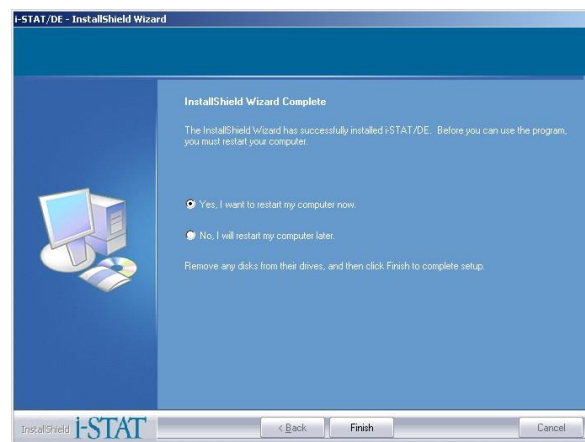 i-STAT/DE - InstallShield Wizard
InstallShield Wizard Complete
The InstallShield Wizard has successfully installed i-STAT/DE. Before you can use the program,
you must restart your computer.
Yes, I want to restart my computer now.
No, I will restart my computer later.
Remove any disks from their drives, and then click Finish to complete setup.
InstallShield i-STAT < Back Finish Cancel